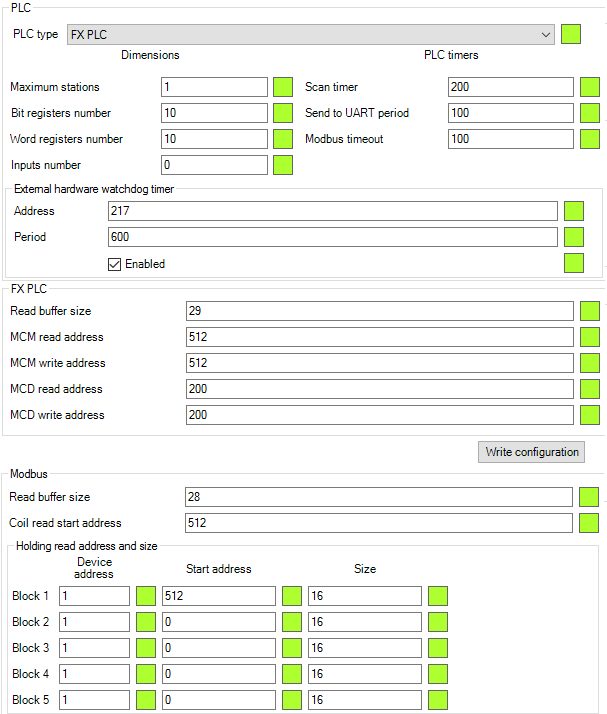 PLC
PLC type FX PLC
Dimensions PLC timers
Maximum stations 1 Scan timer 200
Bit registers number 10 Send to UART period 100
Word registers number 10 Modbus timeout 100
Inputs number 0
External hardware watchdog timer
Address 217
Period 600
Enabled
FX PLC
Read buffer size 29
MCM read address 512
MCM write address 512
MCD read address 200
MCD write address 200
Write configuration
Modbus
Read buffer size 28
Coil read start address 512
Holding read address and size
Device
address Start address Size
Block 1 1 512 16
Block 2 1 0 16
Block 3 1 0 16
Block 4 1 0 16
Block 5 1 0 16